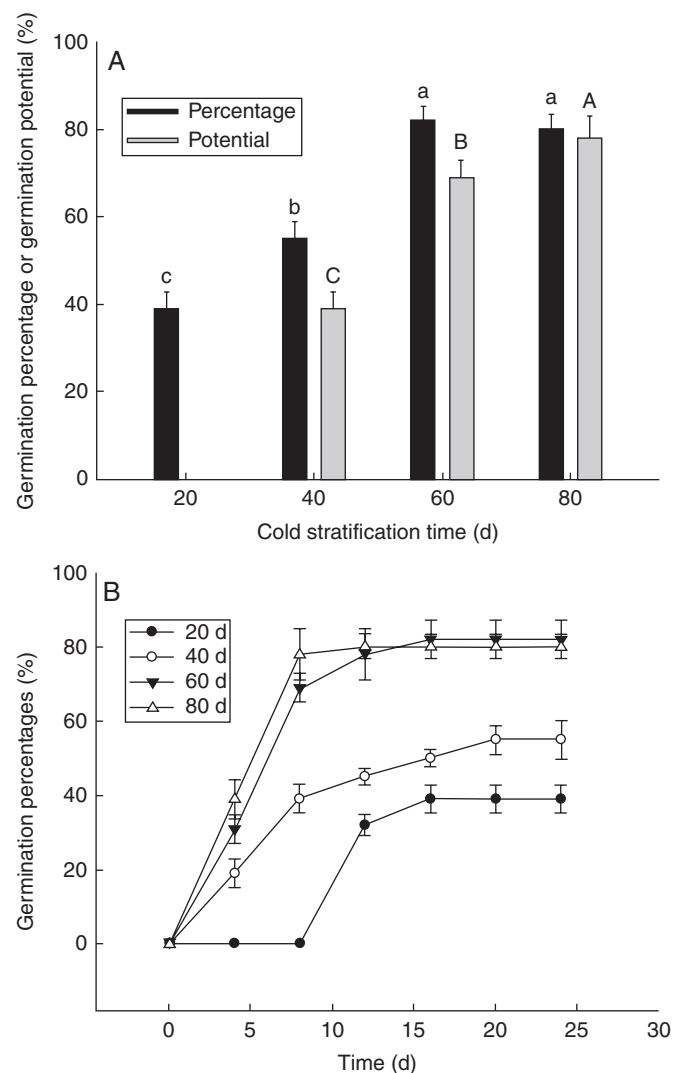 Germination percentage or germination potential (%)
100
80
60
40
20
0
A
Percentage
Potential
c
b
C
a
B
a
A
20 40 60 80
Cold stratification time (d)
Germination percentages (%)
100
80
60
40
20
0
B
20 d
40 d
60 d
80 d
0 5 10 15 20 25 30
Time (d)